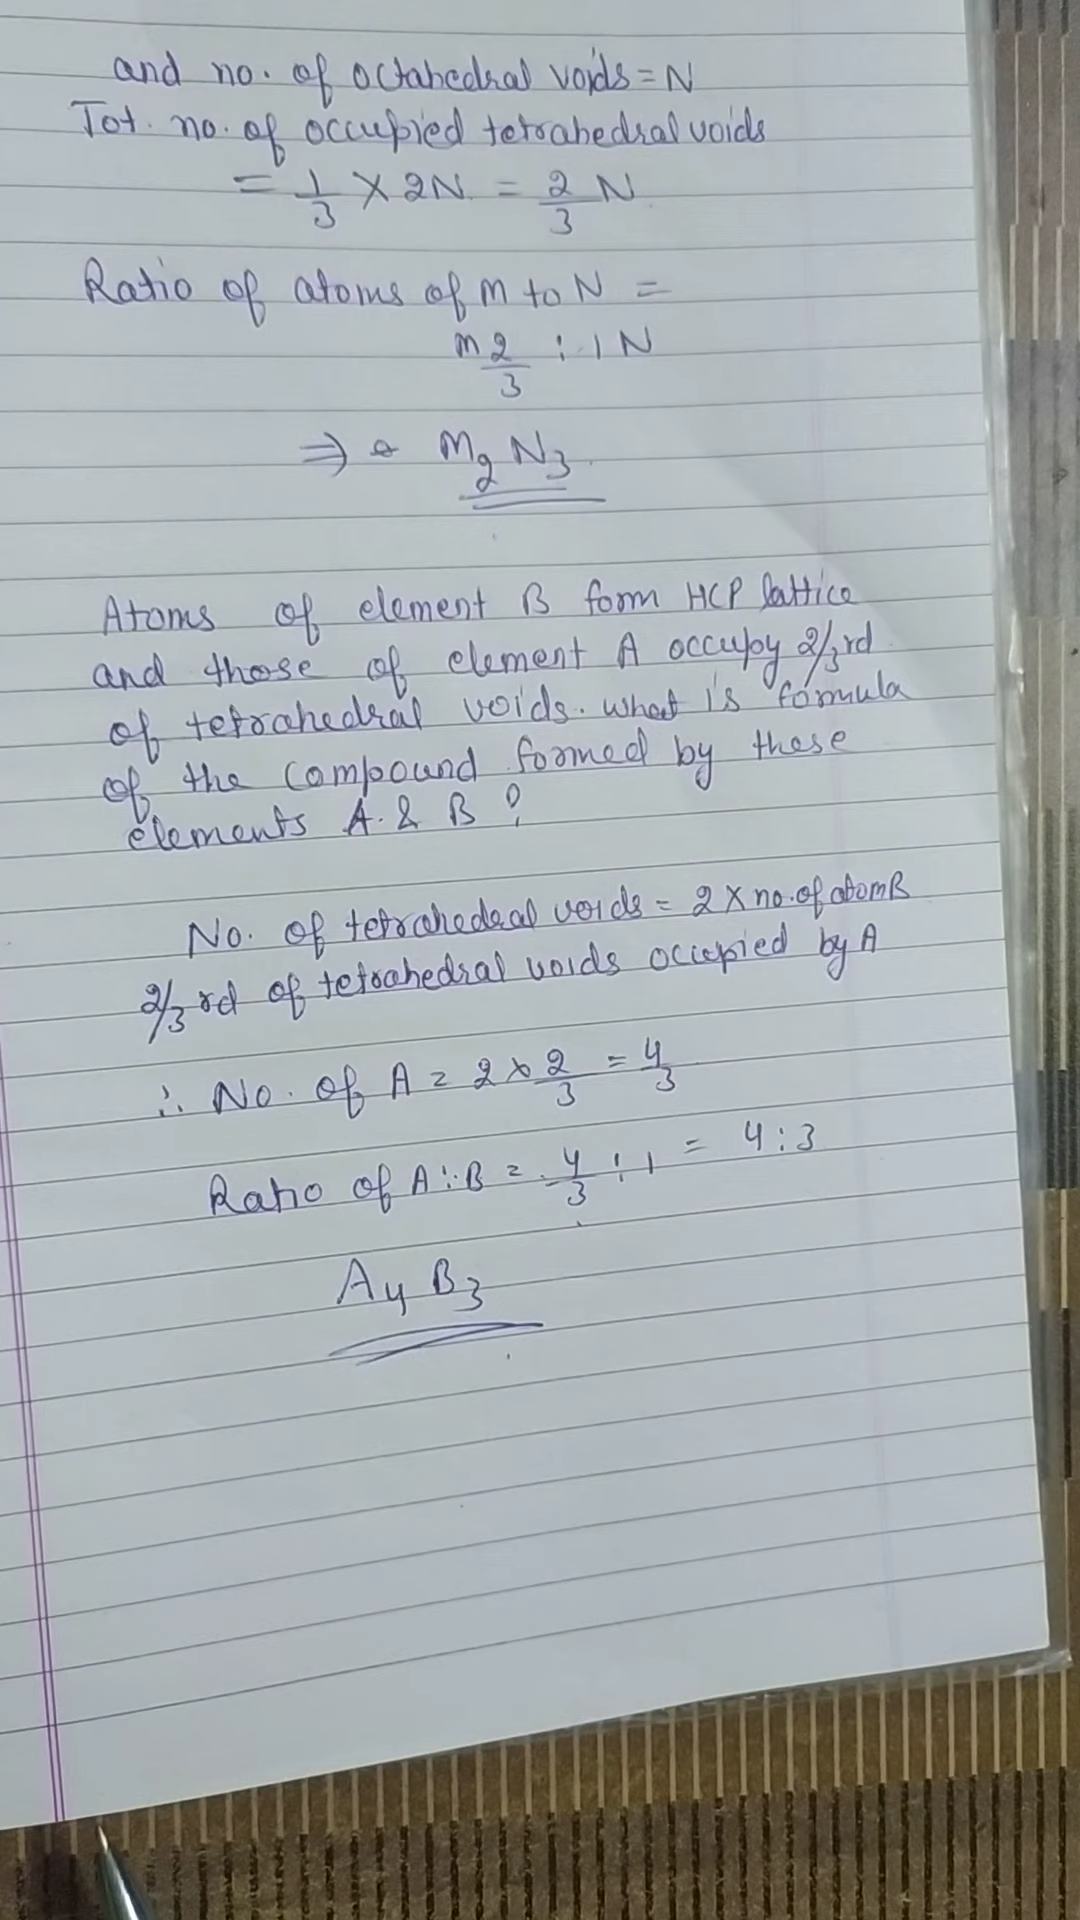 and no. of octahedral voids = N
Tot. no. of occupied tetrahedral voids
= 1/3 × 2N = 2/3 N
Ratio of atoms of M to N =
M 2/3 : 1 N
⇒ M2 N3
Atoms of element B form HCP lattice
and those of element A occupy 2/3 rd
of tetrahedral voids. what is formula
of the compound formed by these
elements A. & B ?
No. of tetrahedral voids = 2 × no. of atom B
2/3 rd of tetrahedral voids occupied by A
∴ No. of A = 2 × 2/3 = 4/3
Ratio of A : B = 4/3 : 1 = 4 : 3
A4 B3